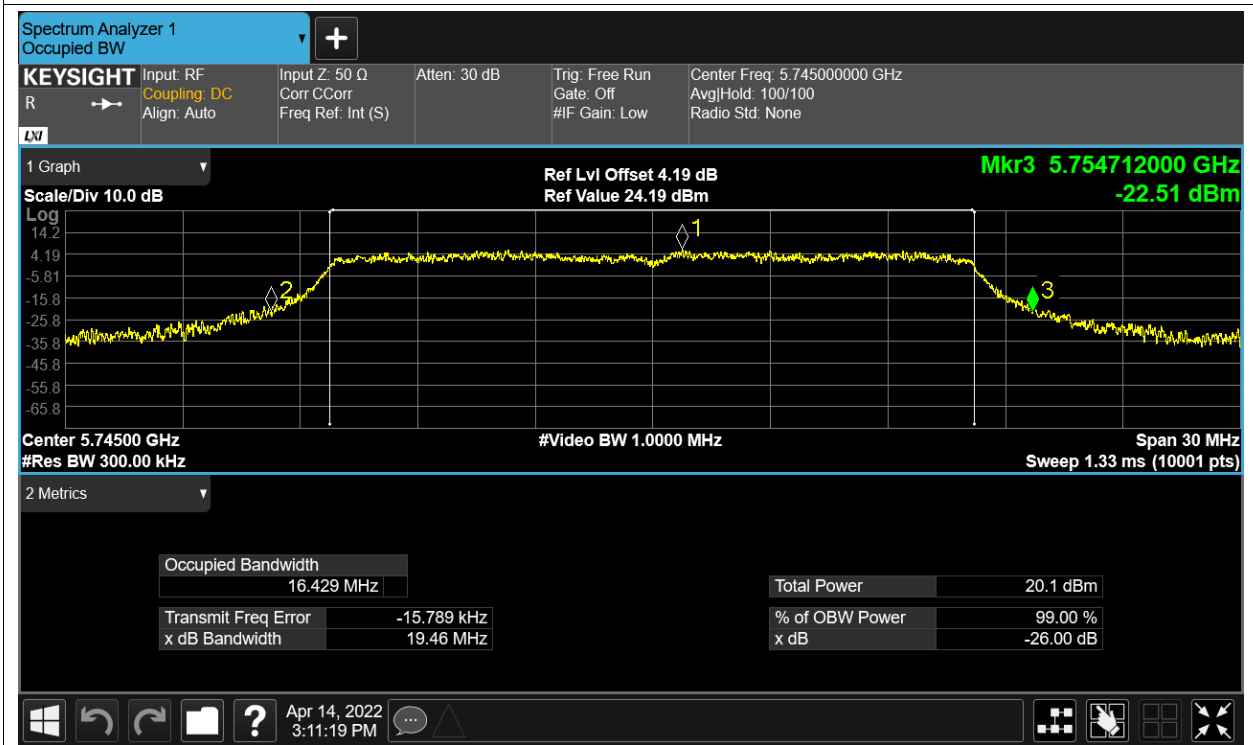 Spectrum Analyzer 1
Occupied BW
+
KEYSIGHT
R
LXI
Input: RF
Coupling: DC
Align: Auto
Input Z: 50 Ω
Corr CCorr
Freq Ref: Int (S)
Atten: 30 dB
Trig: Free Run
Gate: Off
#IF Gain: Low
Center Freq: 5.745000000 GHz
Avg|Hold: 100/100
Radio Std: None
1 Graph
Scale/Div 10.0 dB
Ref Lvl Offset 4.19 dB
Ref Value 24.19 dBm
Mkr3 5.754712000 GHz
-22.51 dBm
Log
14.2
4.19
-5.81
-15.8
-25.8
-35.8
-45.8
-55.8
-65.8
1
2
3
Center 5.74500 GHz
#Video BW 1.0000 MHz
Span 30 MHz
#Res BW 300.00 kHz
Sweep 1.33 ms (10001 pts)
2 Metrics
Occupied Bandwidth
16.429 MHz
Transmit Freq Error -15.789 kHz
x dB Bandwidth 19.46 MHz
Total Power 20.1 dBm
% of OBW Power 99.00 %
x dB -26.00 dB
?
Apr 14, 2022
3:11:19 PM